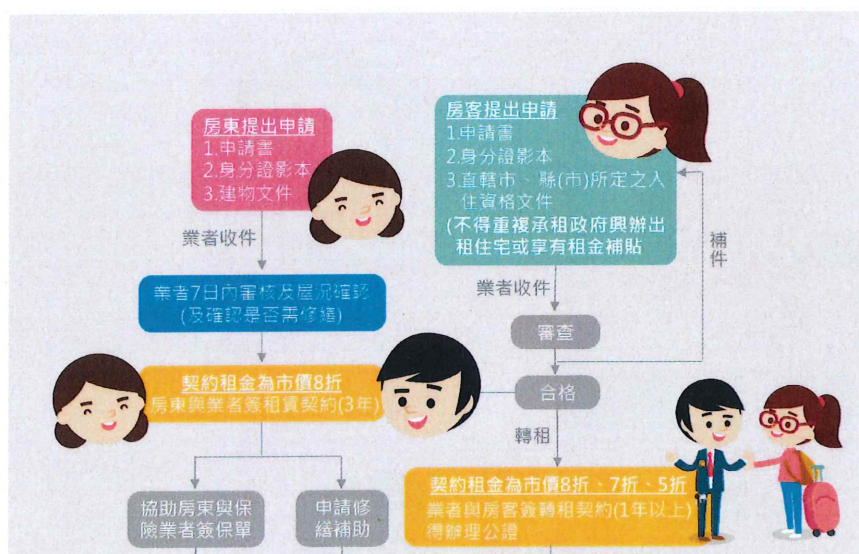 房東提出申請
1.申請書
2.身分證影本
3.建物文件
業者收件
業者7日內審核及屋況確認
(及確認是否需修繕)
契約租金為市價8折
房東與業者簽租賃契約(3年)
協助房東與保
險業者簽保單
申請修
繕補助
房客提出申請
1.申請書
2.身分證影本
3.直轄市、縣(市)所定之入
住資格文件
(不得重複承租政府興辦出
租住宅或享有租金補貼
補件
業者收件
審查
合格
轉租
契約租金為市價8折、7折、5折
業者與房客簽轉租契約(1年以上)
得辦理公證